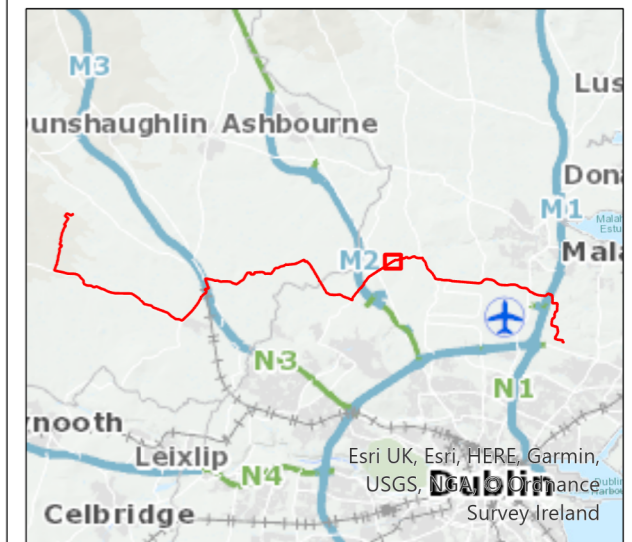 M3
Lus
unshaughlin Ashbourne
Dona
M1
Mala
M2
N3
N1
ynooth
Leixlip
N4
Esri UK, Esri, HERE, Garmin,
USGS, NGA, © Ordnance
Survey Ireland
Dublin
Celbridge